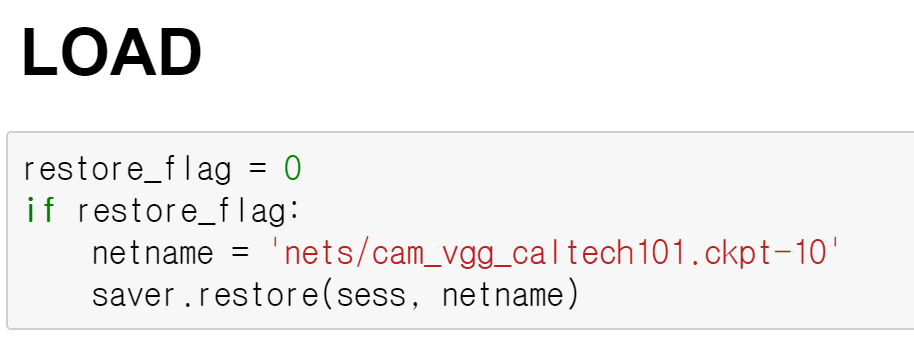 LOAD
restore_flag = 0
if restore_flag:
    netname = 'nets/cam_vgg_caltech101.ckpt-10'
    saver.restore(sess, netname)